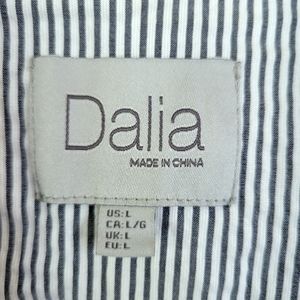 Dalia
MADE IN CHINA
US:L
CA:L/G
UK:L
EU:L